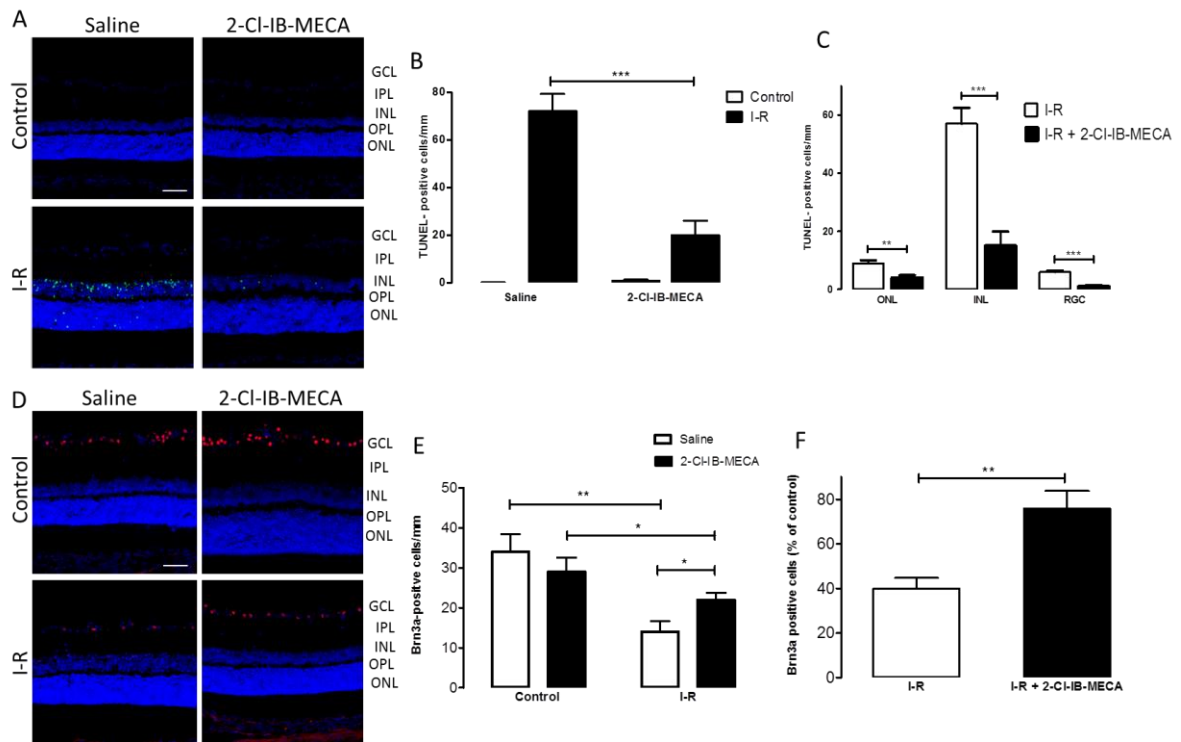 A
Saline
2-Cl-IB-MECA
Control
GCL
IPL
INL
OPL
ONL
I-R
GCL
IPL
INL
OPL
ONL
B
***
Control
I-R
TUNEL- positive cells/mm
80
60
40
20
0
Saline
2-Cl-IB-MECA
C
***
I-R
I-R + 2-Cl-IB-MECA
TUNEL- positive cells/mm
60
40
20
0
**
***
ONL
INL
RGC
D
Saline
2-Cl-IB-MECA
Control
GCL
IPL
INL
OPL
ONL
I-R
GCL
IPL
INL
OPL
ONL
E
Saline
2-Cl-IB-MECA
Brn3a-positve cells/mm
50
40
30
20
10
0
**
*
*
Control
I-R
F
**
Brn3a positive cells (% of control)
80
60
40
20
0
I-R
I-R + 2-Cl-IB-MECA